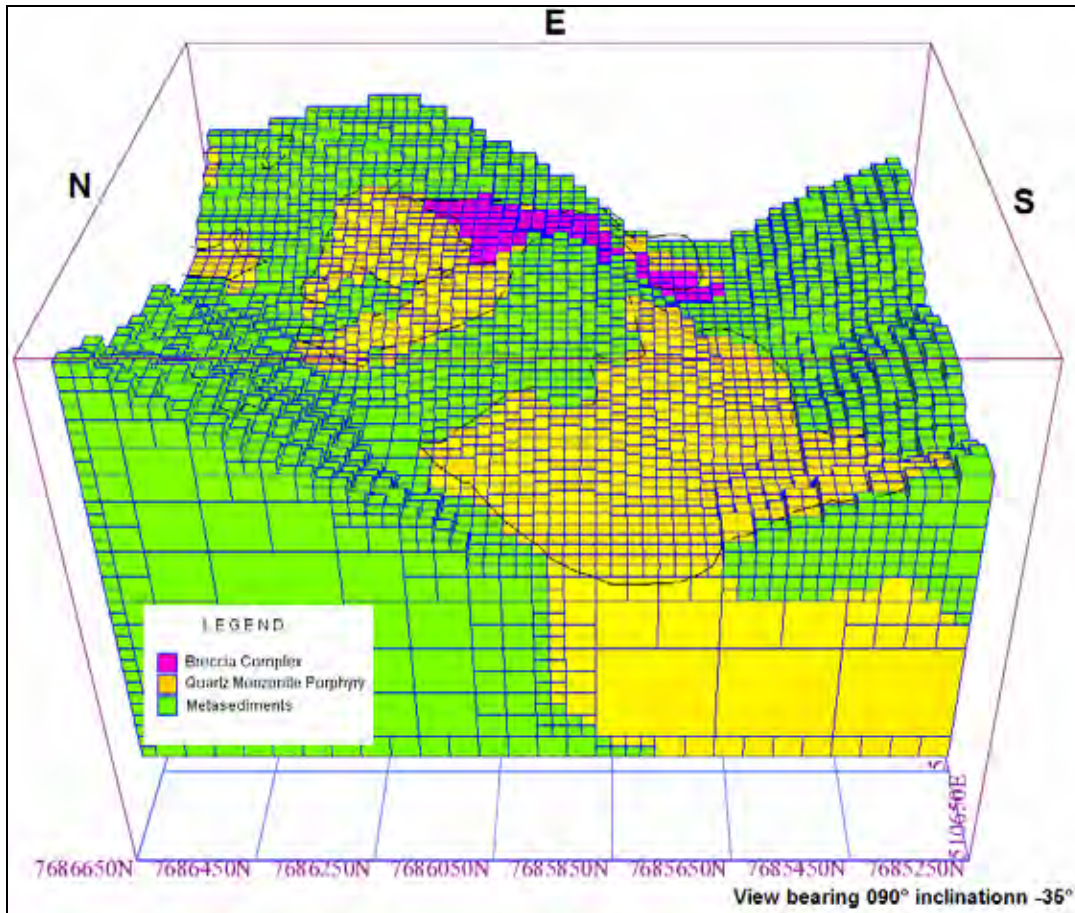 E
N
S
LEGEND
Breccia Complex
Quartz Monzonite Porphyry
Metasediments
5
510650E
7686650N 7686450N 7686250N 7686050N 7685850N 7685650N 7685450N 7685250N
View bearing 090° inclinationn -35°